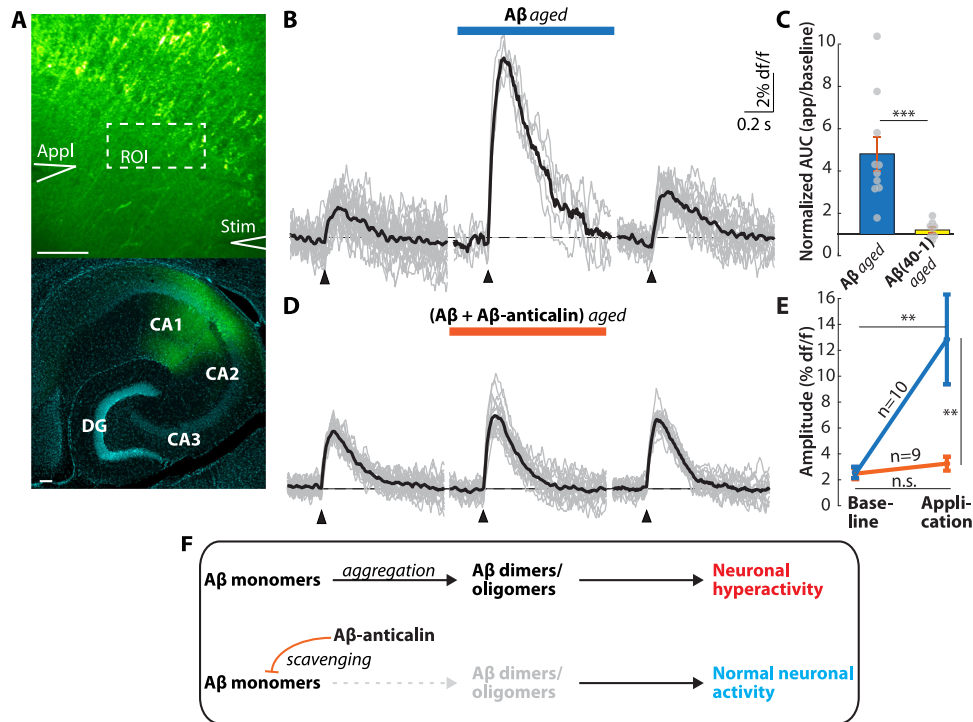 A
Appl
ROI
Stim
CA1
CA2
DG
CA3
B
Aβ aged
2% df/f
0.2 s
C
Normalized AUC (app/baseline)
10
8
6
4
2
0
***
Aβ aged
Aβ(40-1)
aged
D
(Aβ + Aβ-anticalin) aged
E
Amplitude (% df/f)
16
14
12
10
8
6
4
2
0
**
**
n=10
n=9
n.s.
Base-
line
Appli-
cation
F
Aβ monomers
aggregation
Aβ dimers/
oligomers
Neuronal
hyperactivity
Aβ-anticalin
scavenging
Aβ monomers
Aβ dimers/
oligomers
Normal neuronal
activity